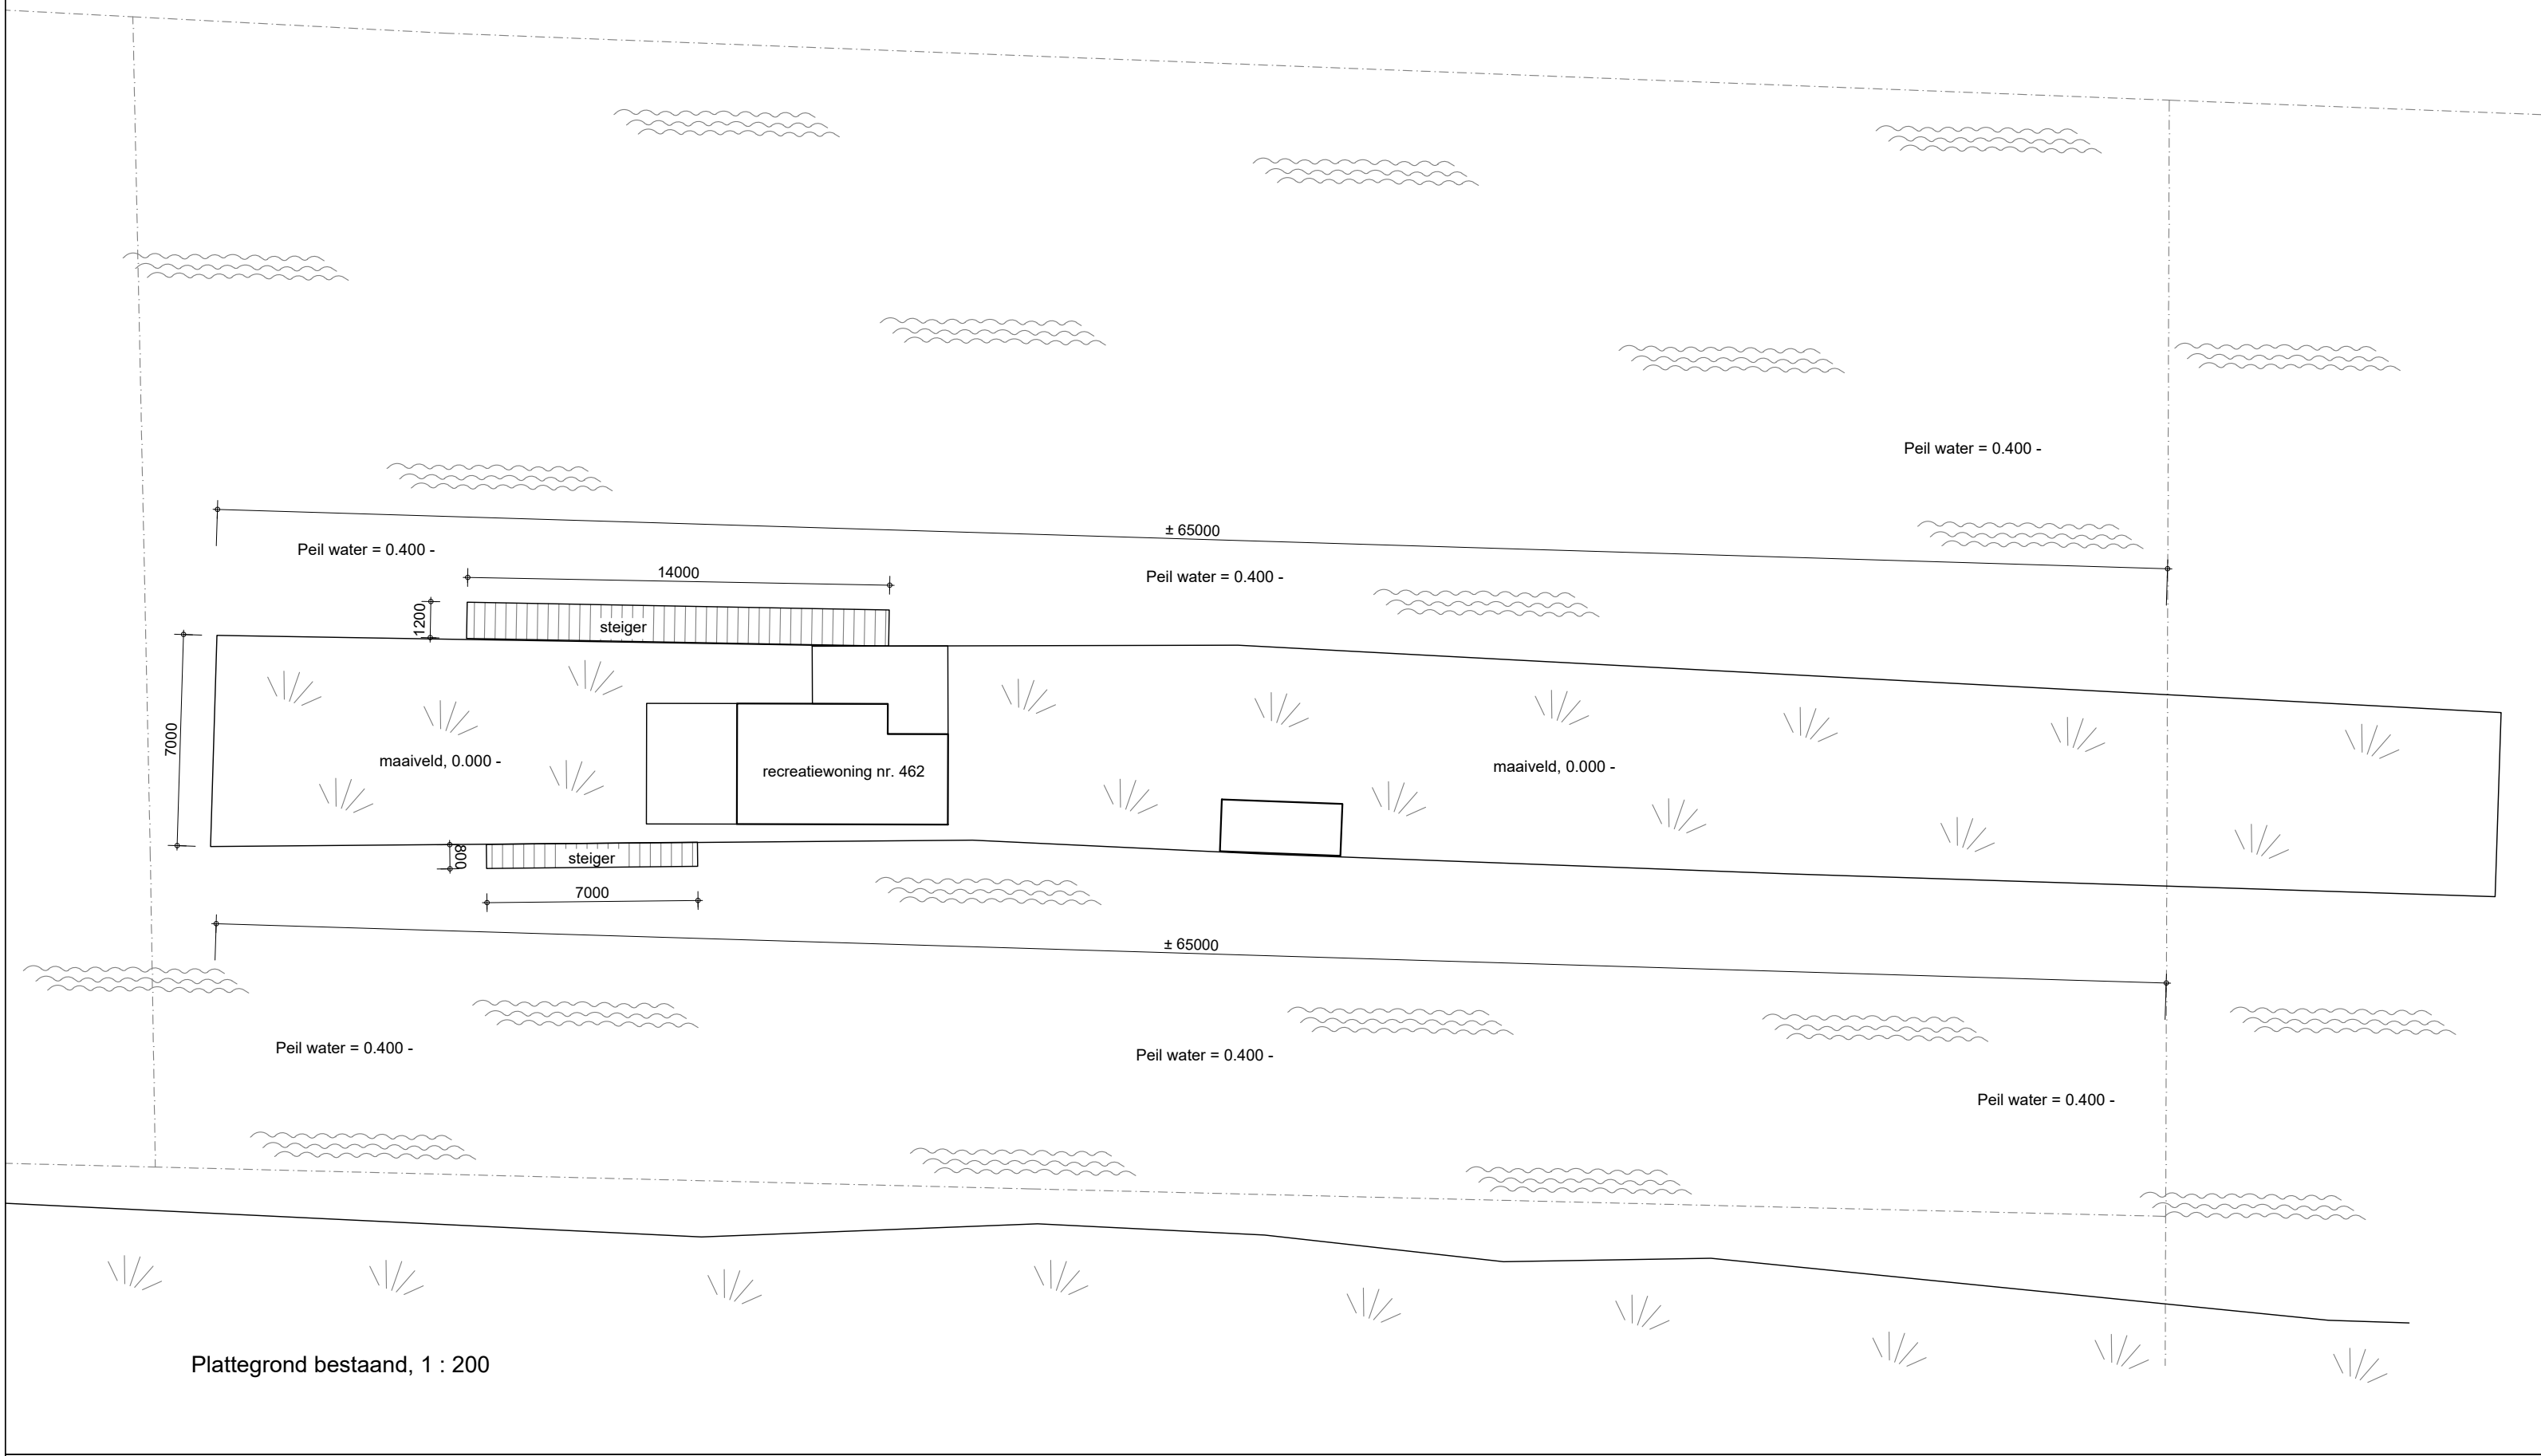 Peil water = 0.400 -
± 65000
Peil water = 0.400 -
14000
Peil water = 0.400 -
1200
steiger
7000
maaiveld, 0.000 -
recreatiewoning nr. 462
maaiveld, 0.000 -
800
steiger
7000
± 65000
Peil water = 0.400 -
Peil water = 0.400 -
Peil water = 0.400 -
Plattegrond bestaand, 1 : 200